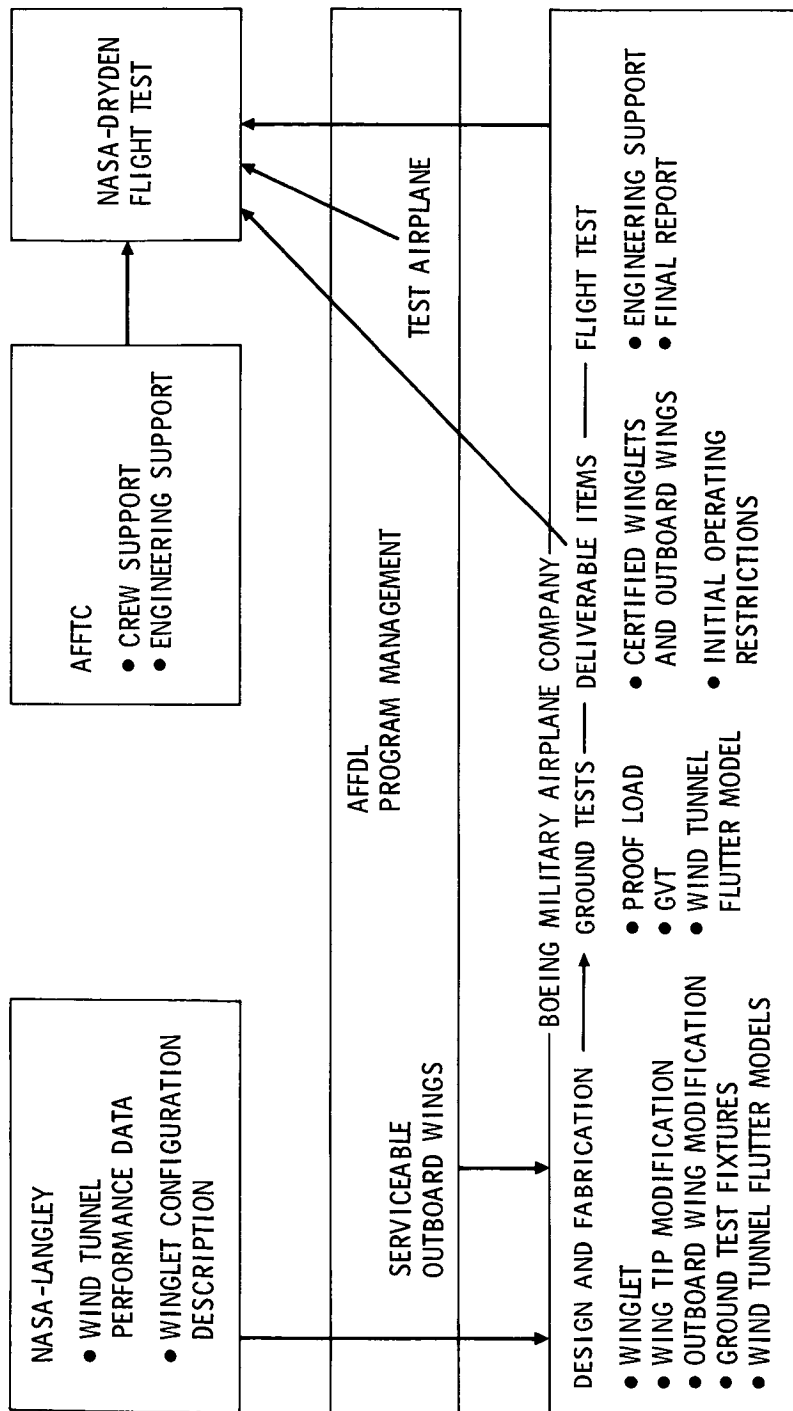 NASA-LANGLEY
● WIND TUNNEL
PERFORMANCE DATA
● WINGLET CONFIGURATION
DESCRIPTION
AFFTC
● CREW SUPPORT
● ENGINEERING SUPPORT
NASA-DRYDEN
FLIGHT TEST
AFFDL
PROGRAM MANAGEMENT
SERVICEABLE
OUTBOARD WINGS
TEST AIRPLANE
BOEING MILITARY AIRPLANE COMPANY
DESIGN AND FABRICATION
● WINGLET
● WING TIP MODIFICATION
● OUTBOARD WING MODIFICATION
● GROUND TEST FIXTURES
● WIND TUNNEL FLUTTER MODELS
GROUND TESTS
● PROOF LOAD
● GVT
● WIND TUNNEL
FLUTTER MODEL
DELIVERABLE ITEMS
● CERTIFIED WINGLETS
AND OUTBOARD WINGS
● INITIAL OPERATING
RESTRICTIONS
FLIGHT TEST
● ENGINEERING SUPPORT
● FINAL REPORT